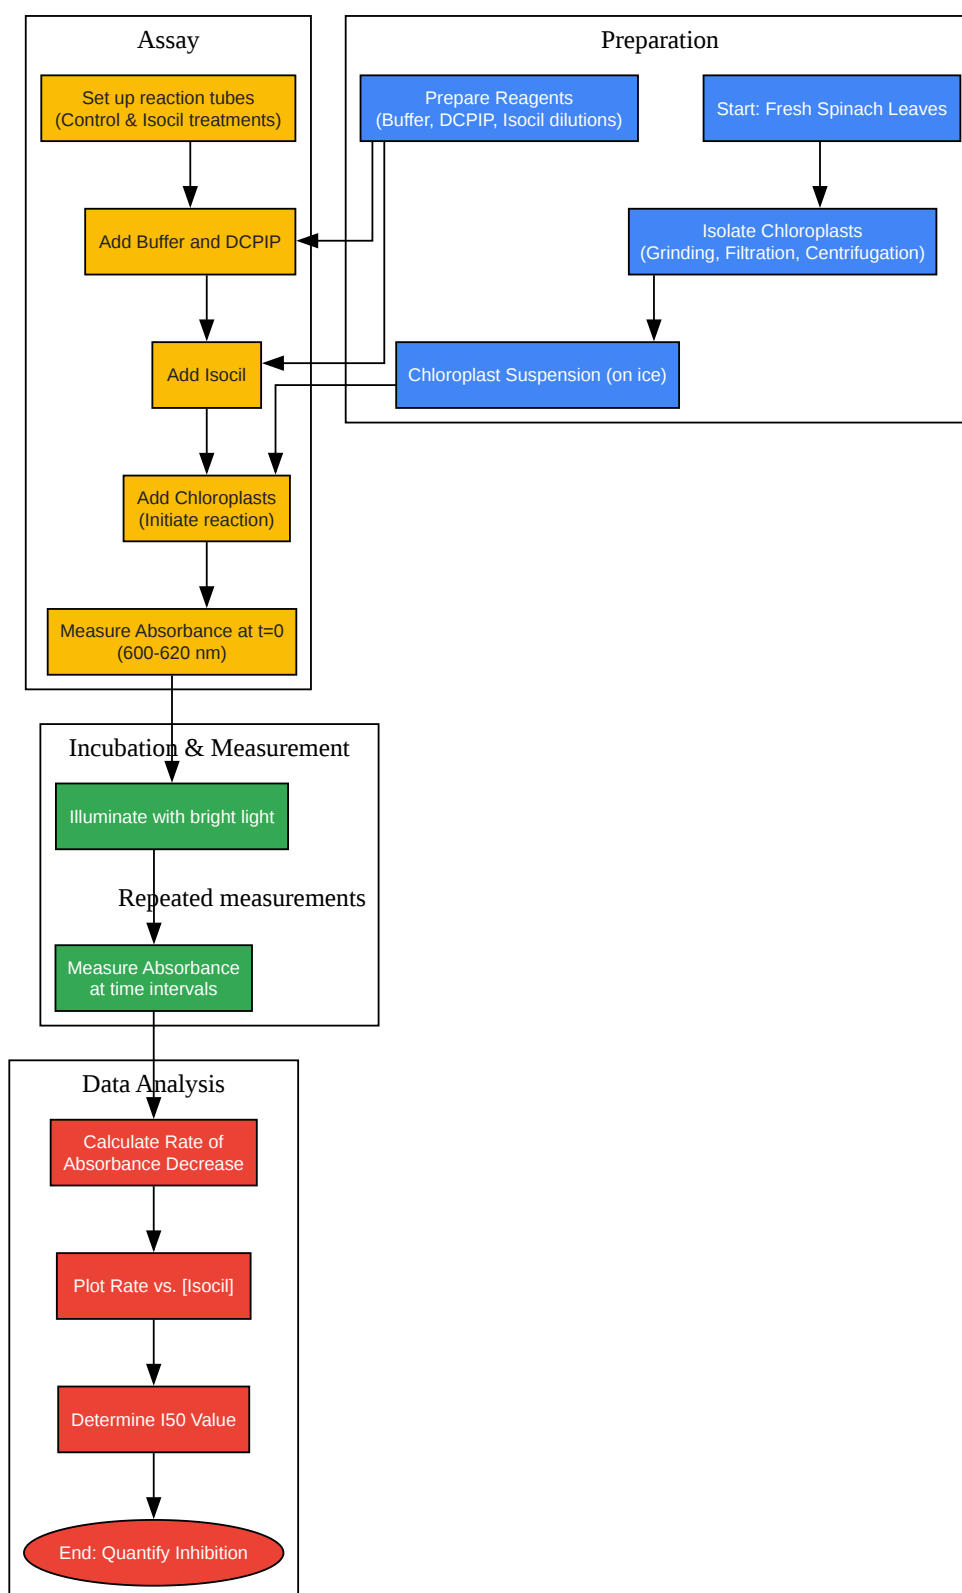 Assay
Set up reaction tubes
(Control & Isocil treatments)
Add Buffer and DCPIP
Add Isocil
Add Chloroplasts
(Initiate reaction)
Measure Absorbance at t=0
(600-620 nm)
Preparation
Prepare Reagents
(Buffer, DCPIP, Isocil dilutions)
Start: Fresh Spinach Leaves
Isolate Chloroplasts
(Grinding, Filtration, Centrifugation)
Chloroplast Suspension (on ice)
Incubation & Measurement
Illuminate with bright light
Repeated measurements
Measure Absorbance
at time intervals
Data Analysis
Calculate Rate of
Absorbance Decrease
Plot Rate vs. [Isocil]
Determine I50 Value
End: Quantify Inhibition